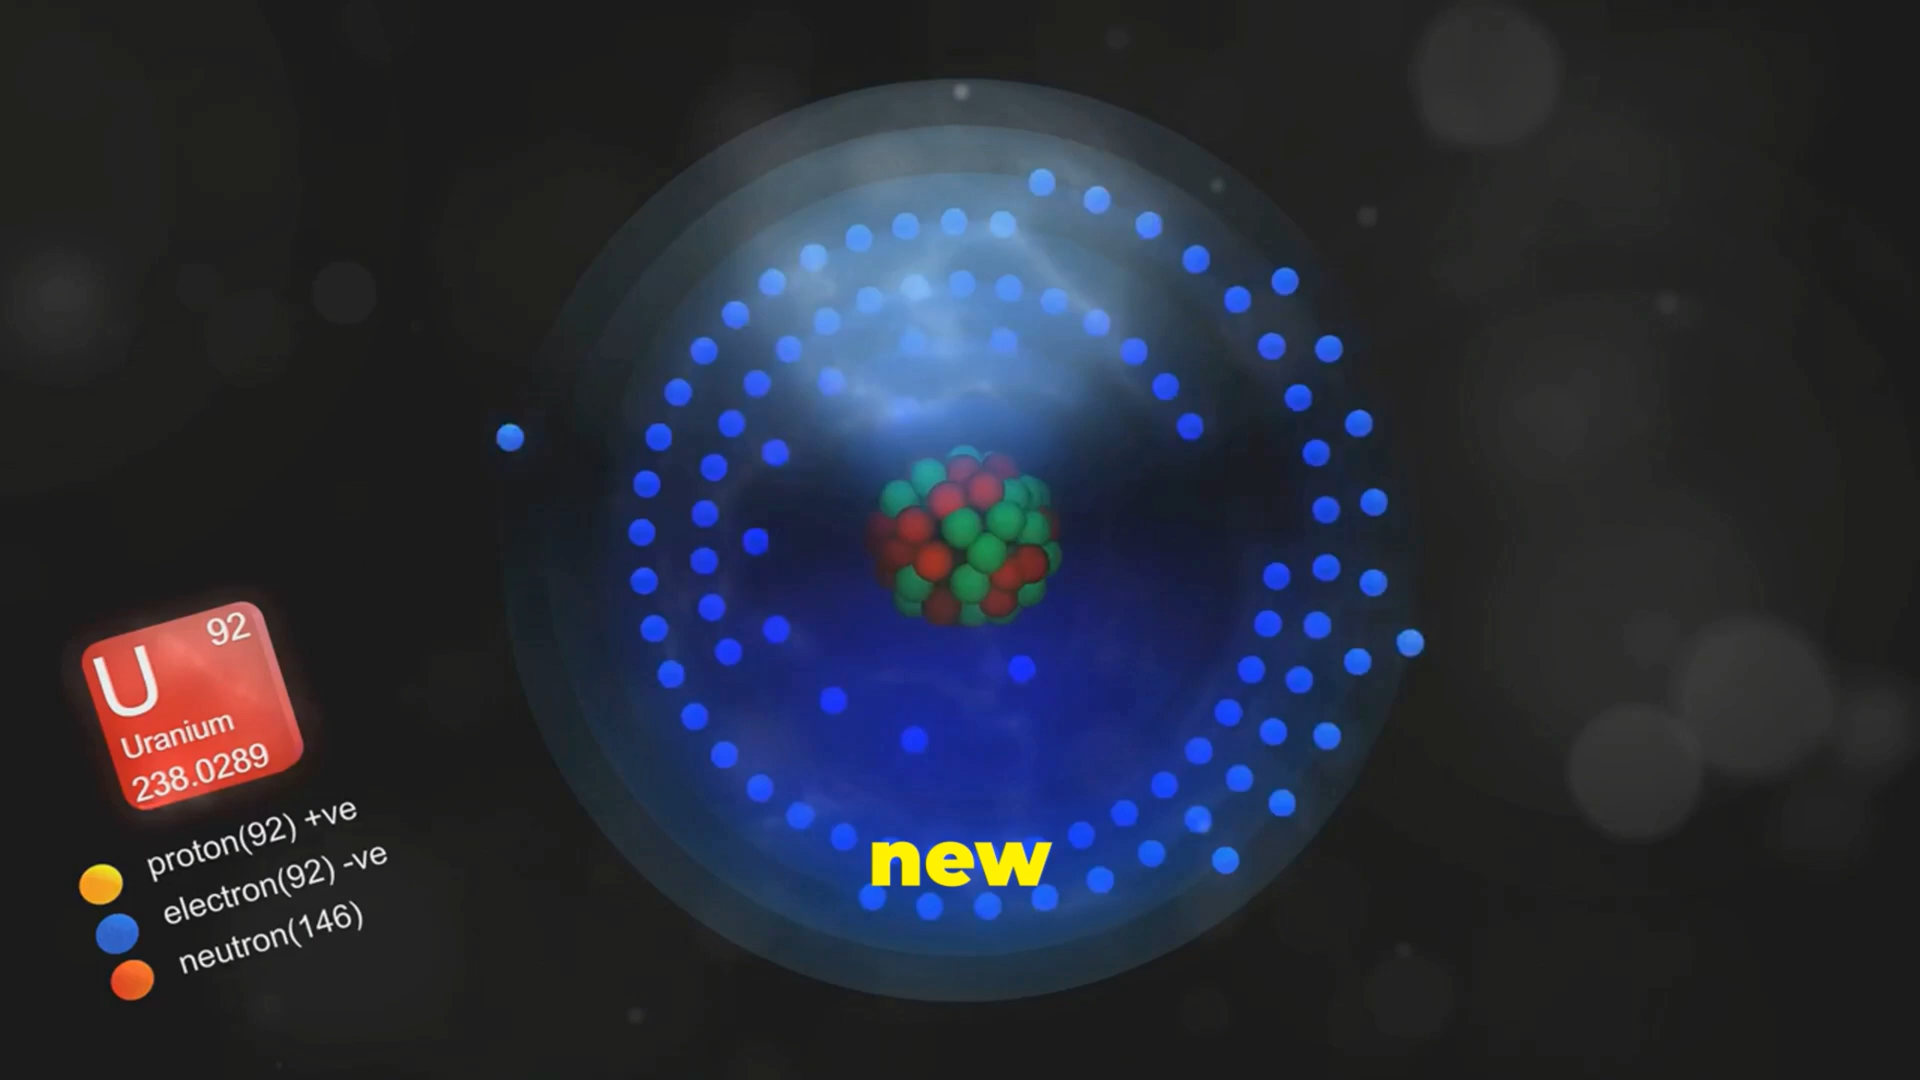 92
U
Uranium
238.0289
proton(92) +ve
electron(92) -ve
neutron(146)
new